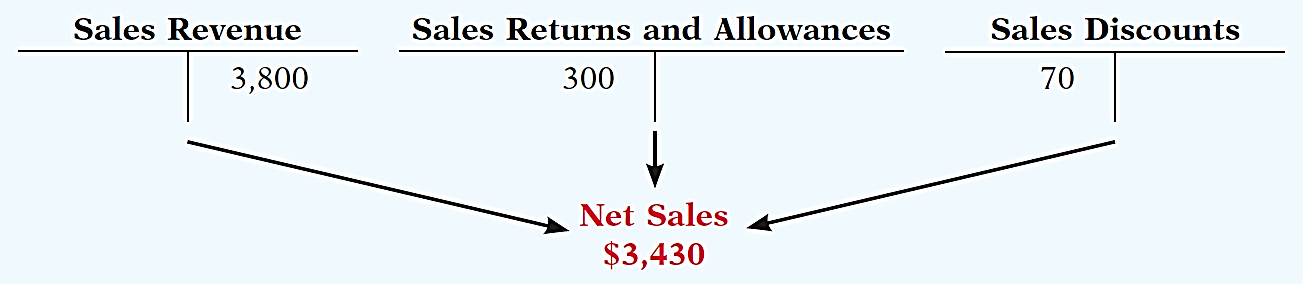 Sales Revenue Sales Returns and Allowances Sales Discounts
3,800 300 70
Net Sales
$3,430